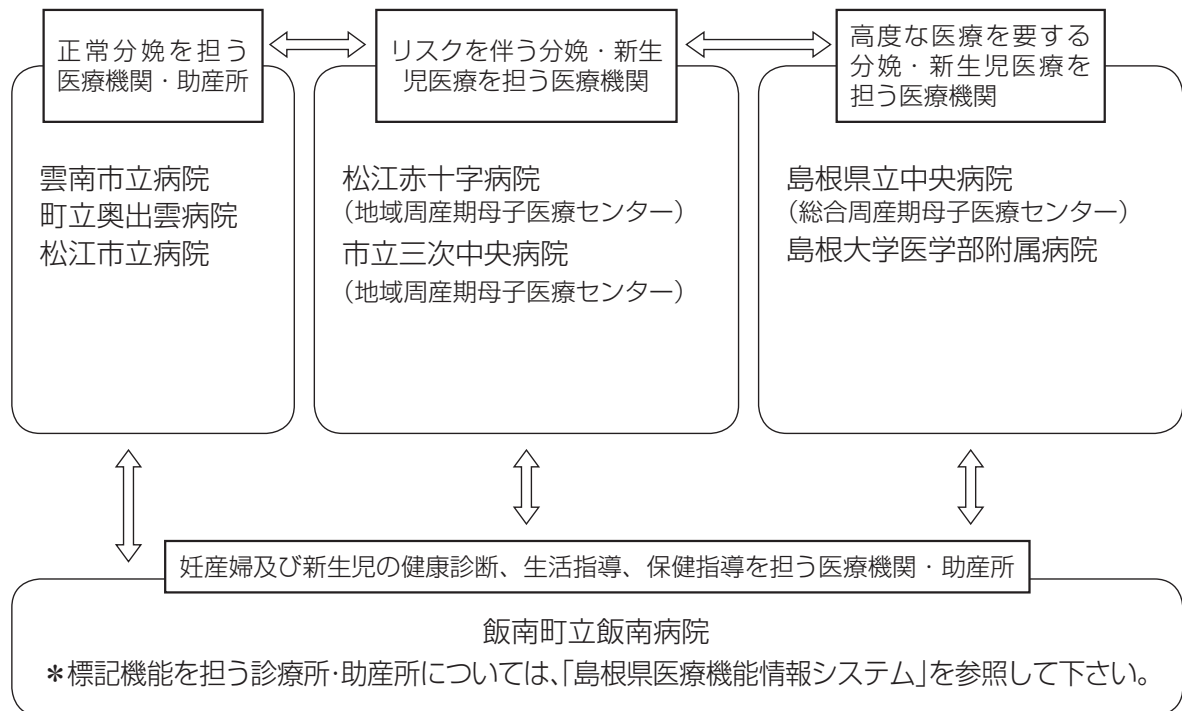 正常分娩を担う
医療機関・助産所
雲南市立病院
町立奥出雲病院
松江市立病院
リスクを伴う分娩・新生
児医療を担う医療機関
松江赤十字病院
（地域周産期母子医療センター）
市立三次中央病院
（地域周産期母子医療センター）
高度な医療を要する
分娩・新生児医療を
担う医療機関
島根県立中央病院
（総合周産期母子医療センター）
島根大学医学部附属病院
妊産婦及び新生児の健康診断、生活指導、保健指導を担う医療機関・助産所
飯南町立飯南病院
＊標記機能を担う診療所・助産所については、「島根県医療機能情報システム」を参照して下さい。